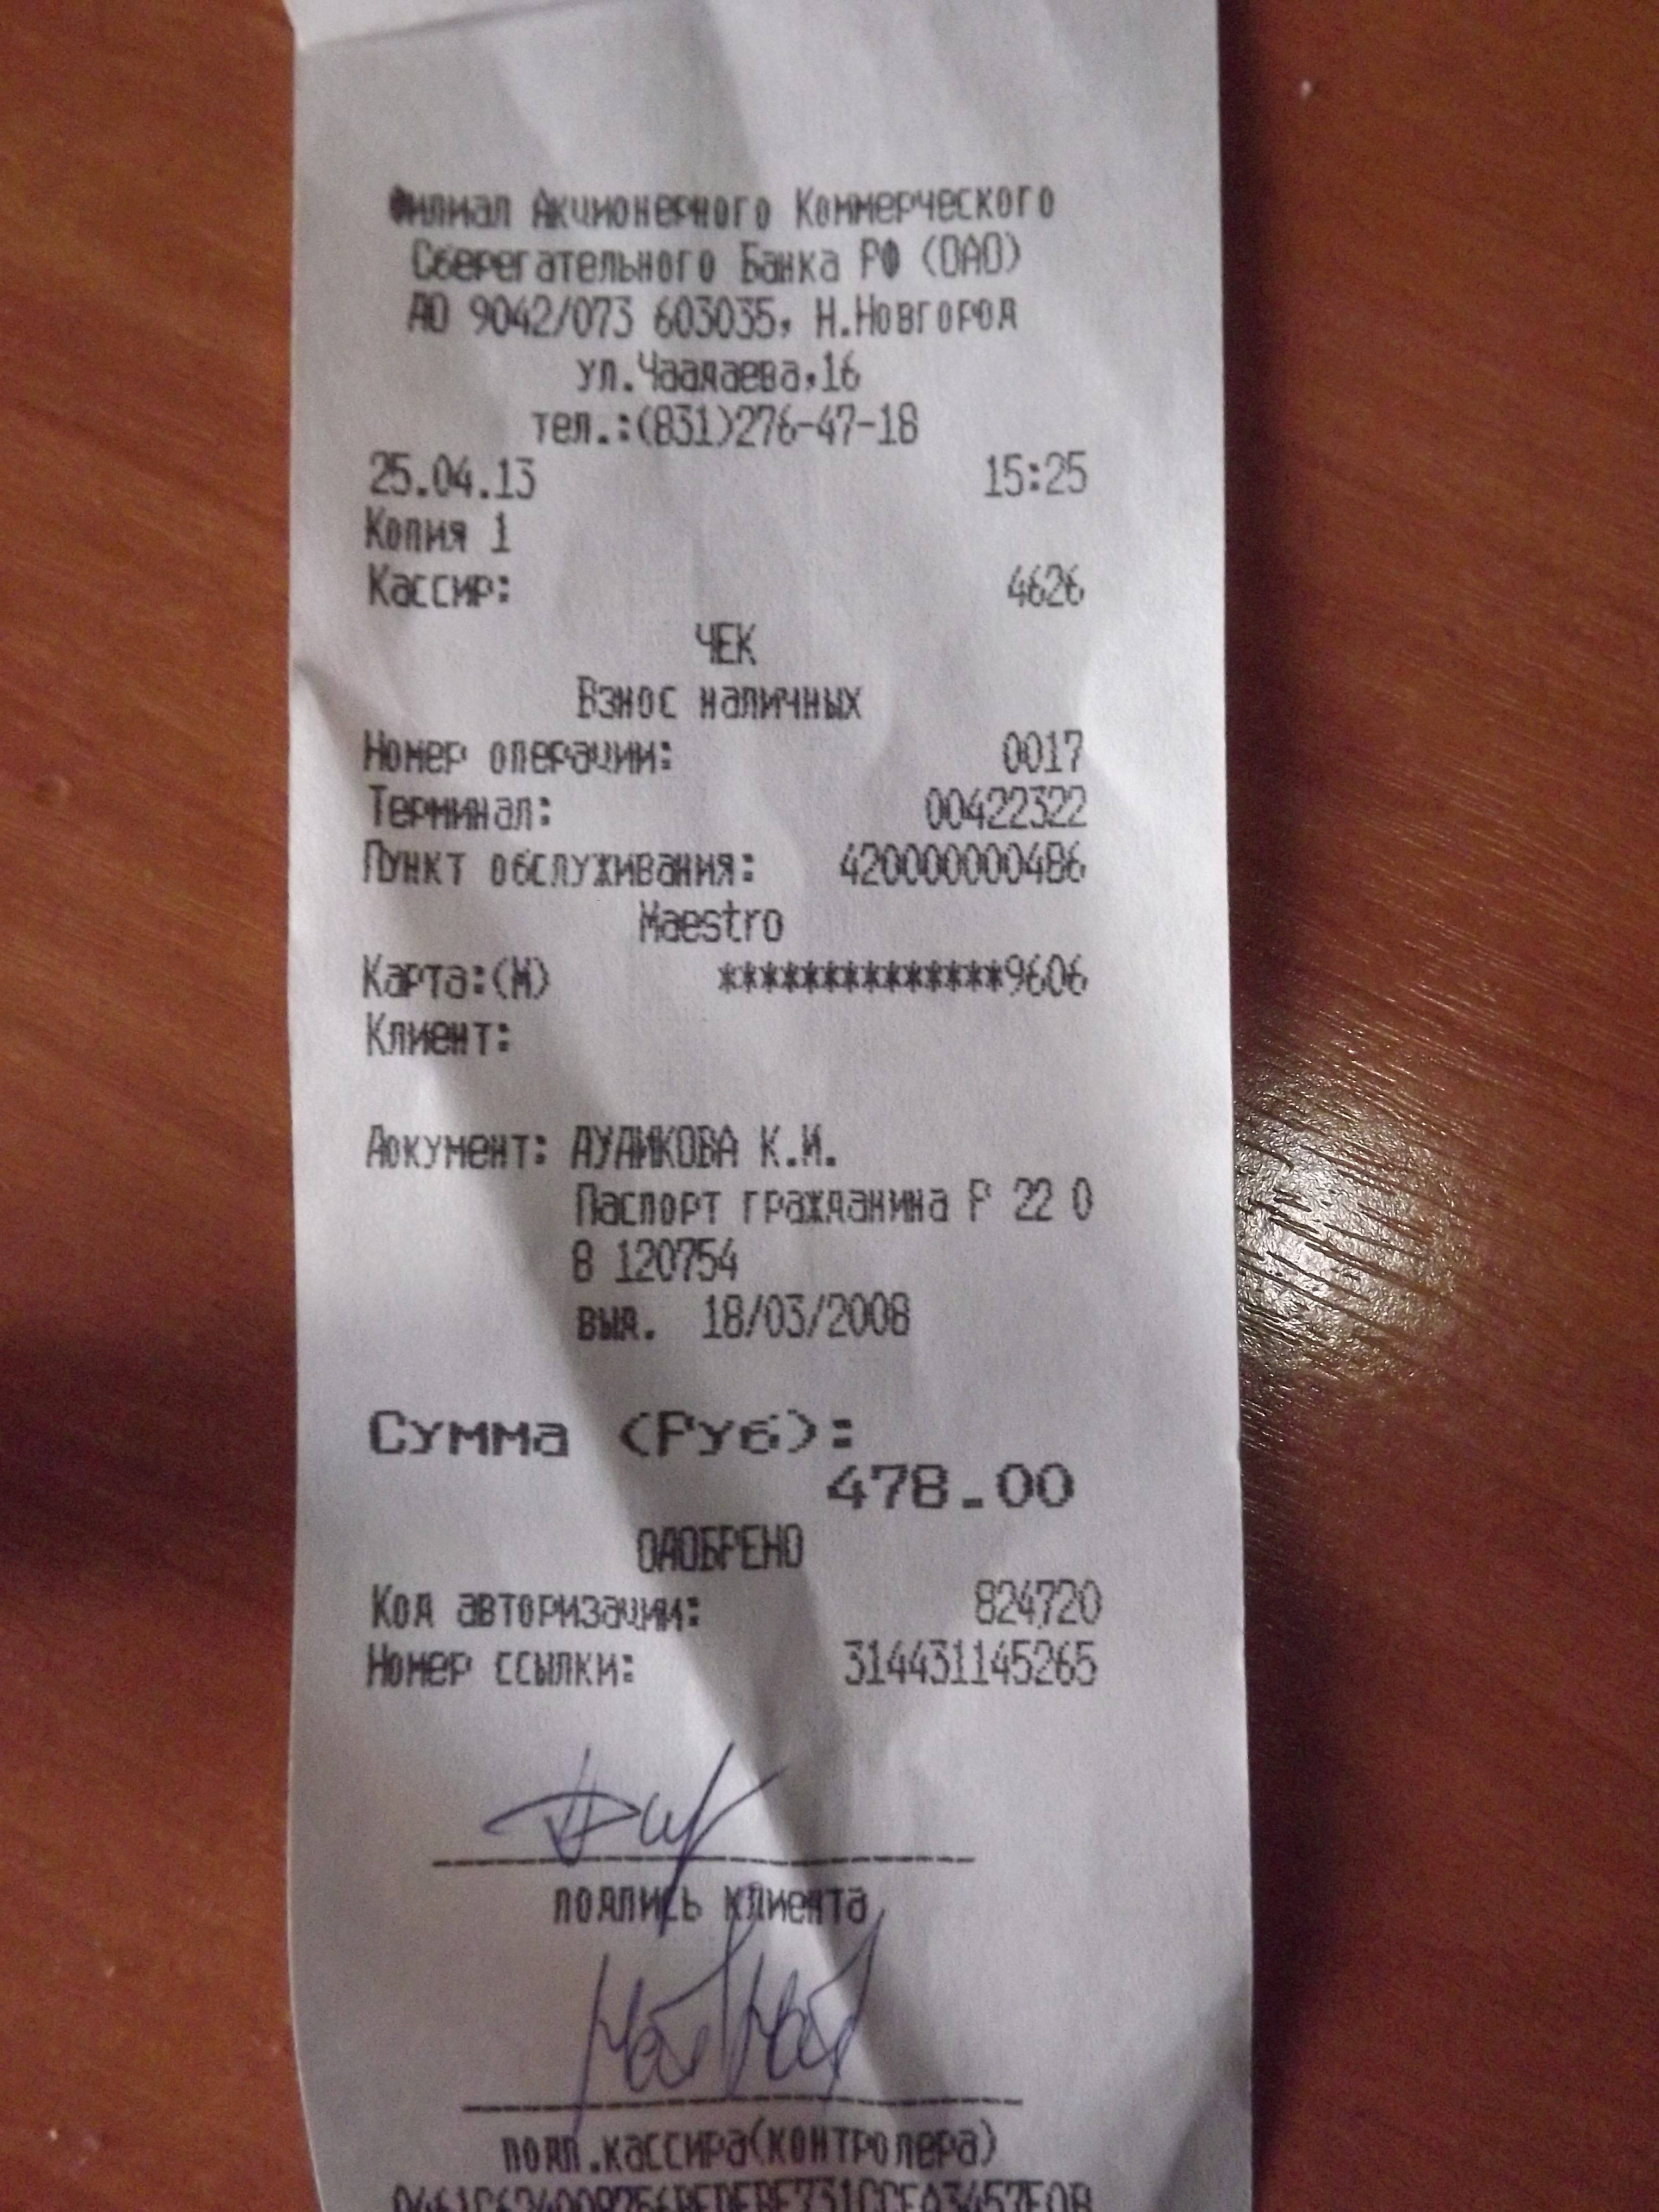 Филиал Акционерного Коммерческого
Сберегательного Банка РФ (ОАО)
ДО 9042/073 603035, Н.Новгород
ул.Чаадаева,16
тел.:(831)276-47-18
25.04.13 15:25
Копия 1
Кассир: 4626
ЧЕК
Взнос наличных
Номер операции: 0017
Терминал: 00422322
Пункт обслуживания: 420000000486
Maestro
Карта:(M) **************9606
Клиент:
Документ: ДУДИКОВА К.И.
Паспорт гражданина Р 22 0
8 120754
выд. 18/03/2008
Сумма (Руб):
478.00
ОДОБРЕНО
Код авторизации: 824720
Номер ссылки: 314431145265
подпись клиента
подп.кассира(контролера)